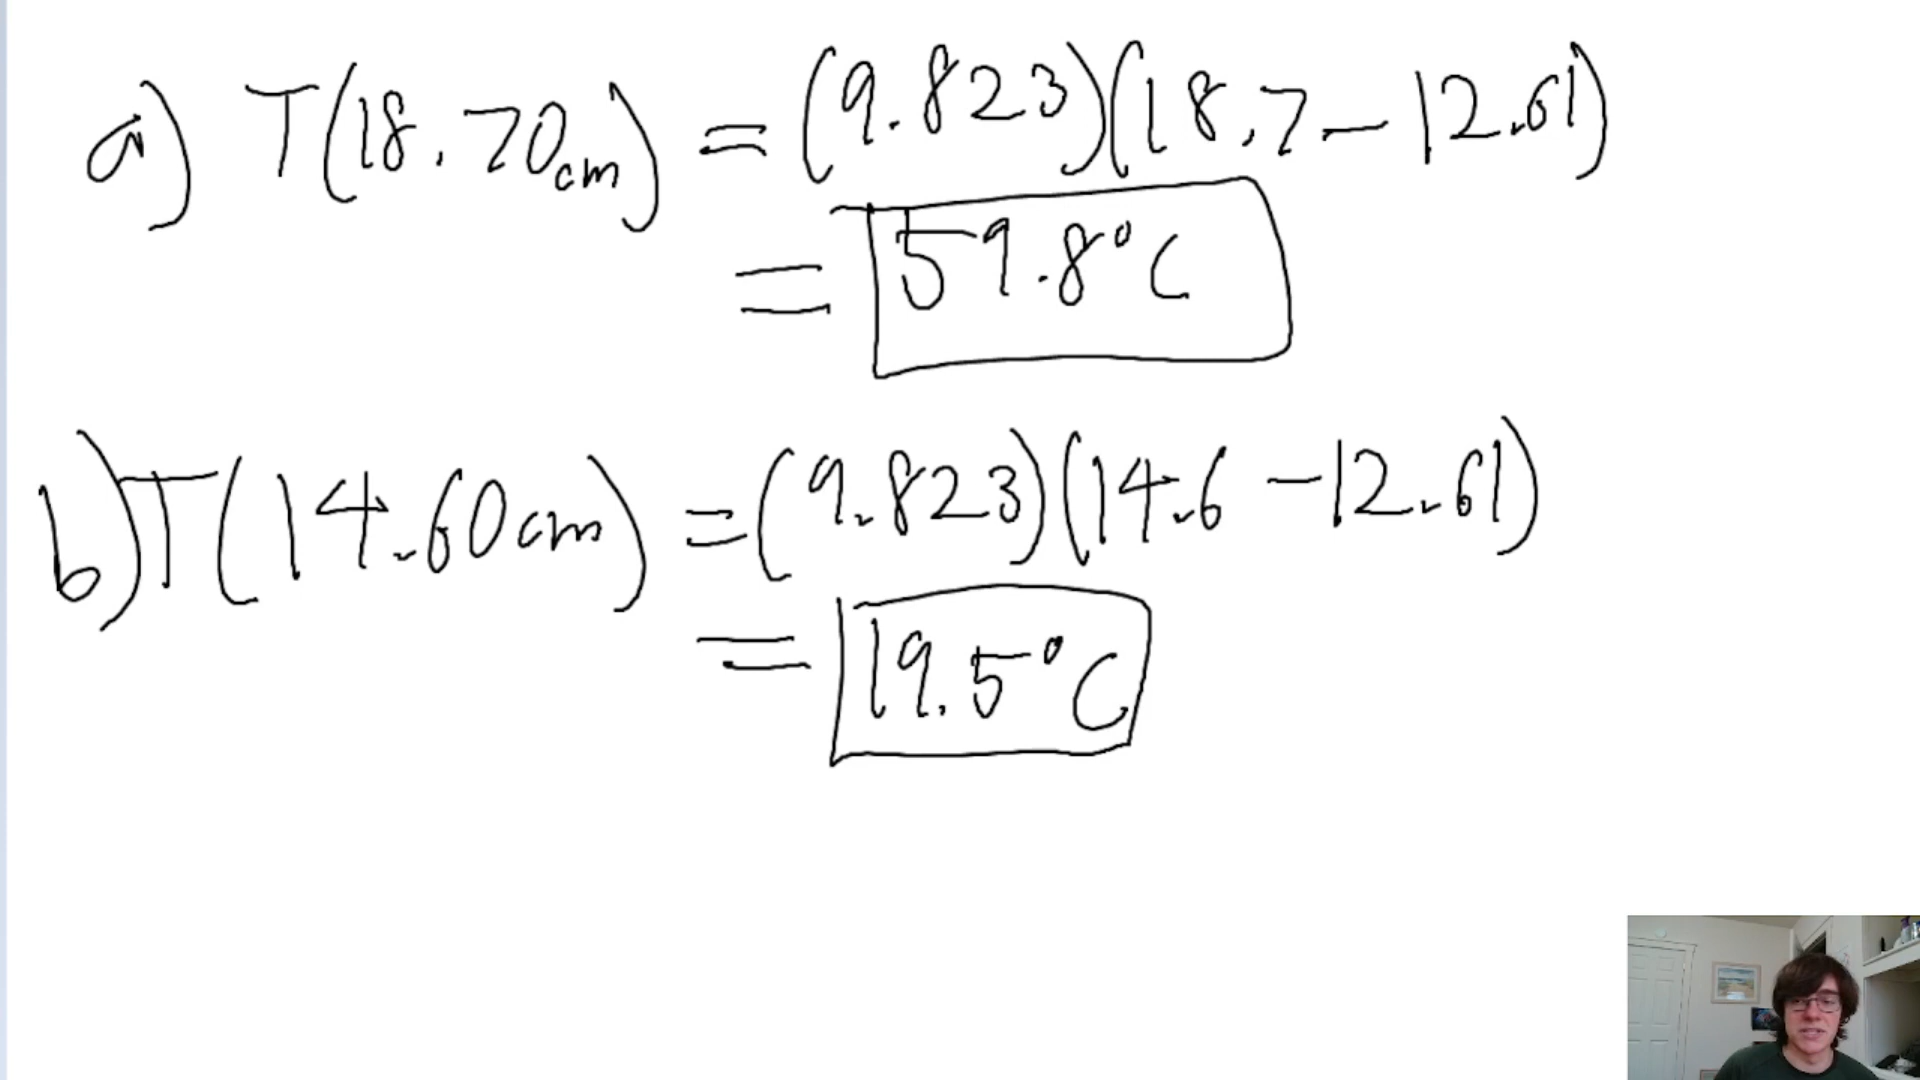 a) T(18.70cm) = (9.823)(18.7-12.61)
= 59.8°C
b) T(14.60cm) = (9.823)(14.6-12.61)
= 19.5°C